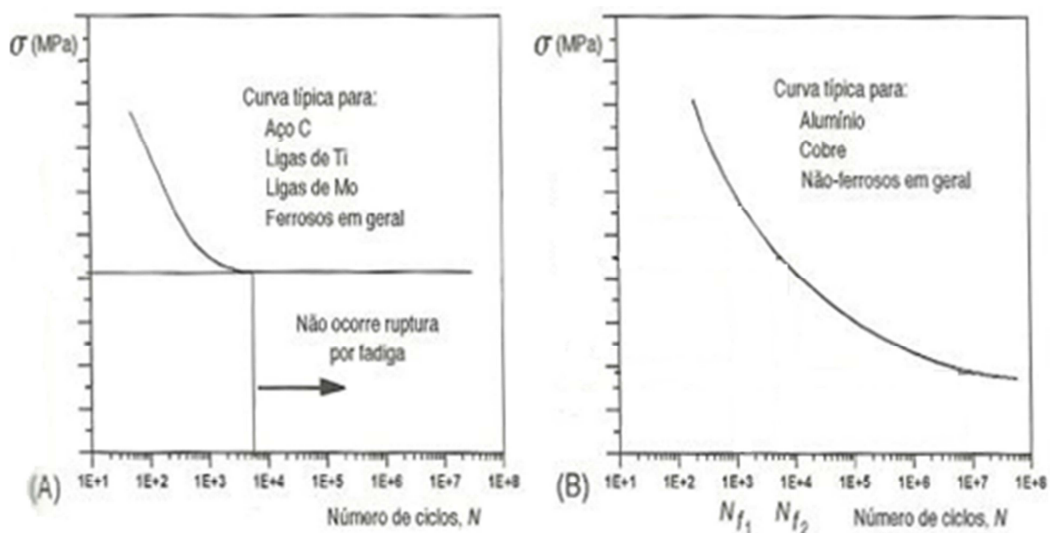 σ (MPa)
Curva típica para:
Aço C
Ligas de Ti
Ligas de Mo
Ferrosos em geral
Não ocorre ruptura
por fadiga
1E+1 1E+2 1E+3 1E+4 1E+5 1E+6 1E+7 1E+8
(A)
Número de ciclos, N
σ (MPa)
Curva típica para:
Alumínio
Cobre
Não-ferrosos em geral
1E+1 1E+2 1E+3 1E+4 1E+5 1E+6 1E+7 1E+8
(B)
Nf1 Nf2 Número de ciclos, N